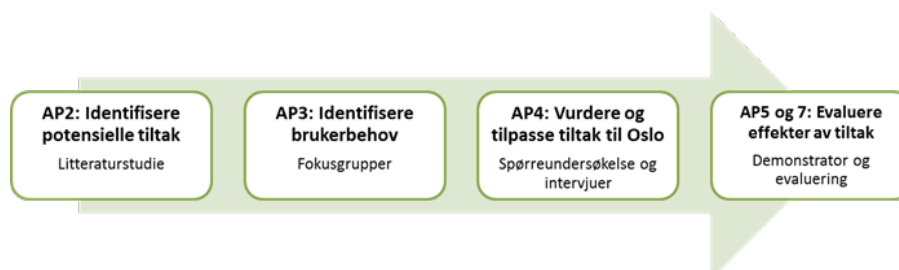 AP2: Identifisere
potensielle tiltak
Litteraturstudie
AP3: Identifisere
brukerbehov
Fokusgrupper
AP4: Vurdere og
tilpasse tiltak til Oslo
Spørreundersøkelse og
intervjuer
AP5 og 7: Evaluere
effekter av tiltak
Demonstrator og
evaluering